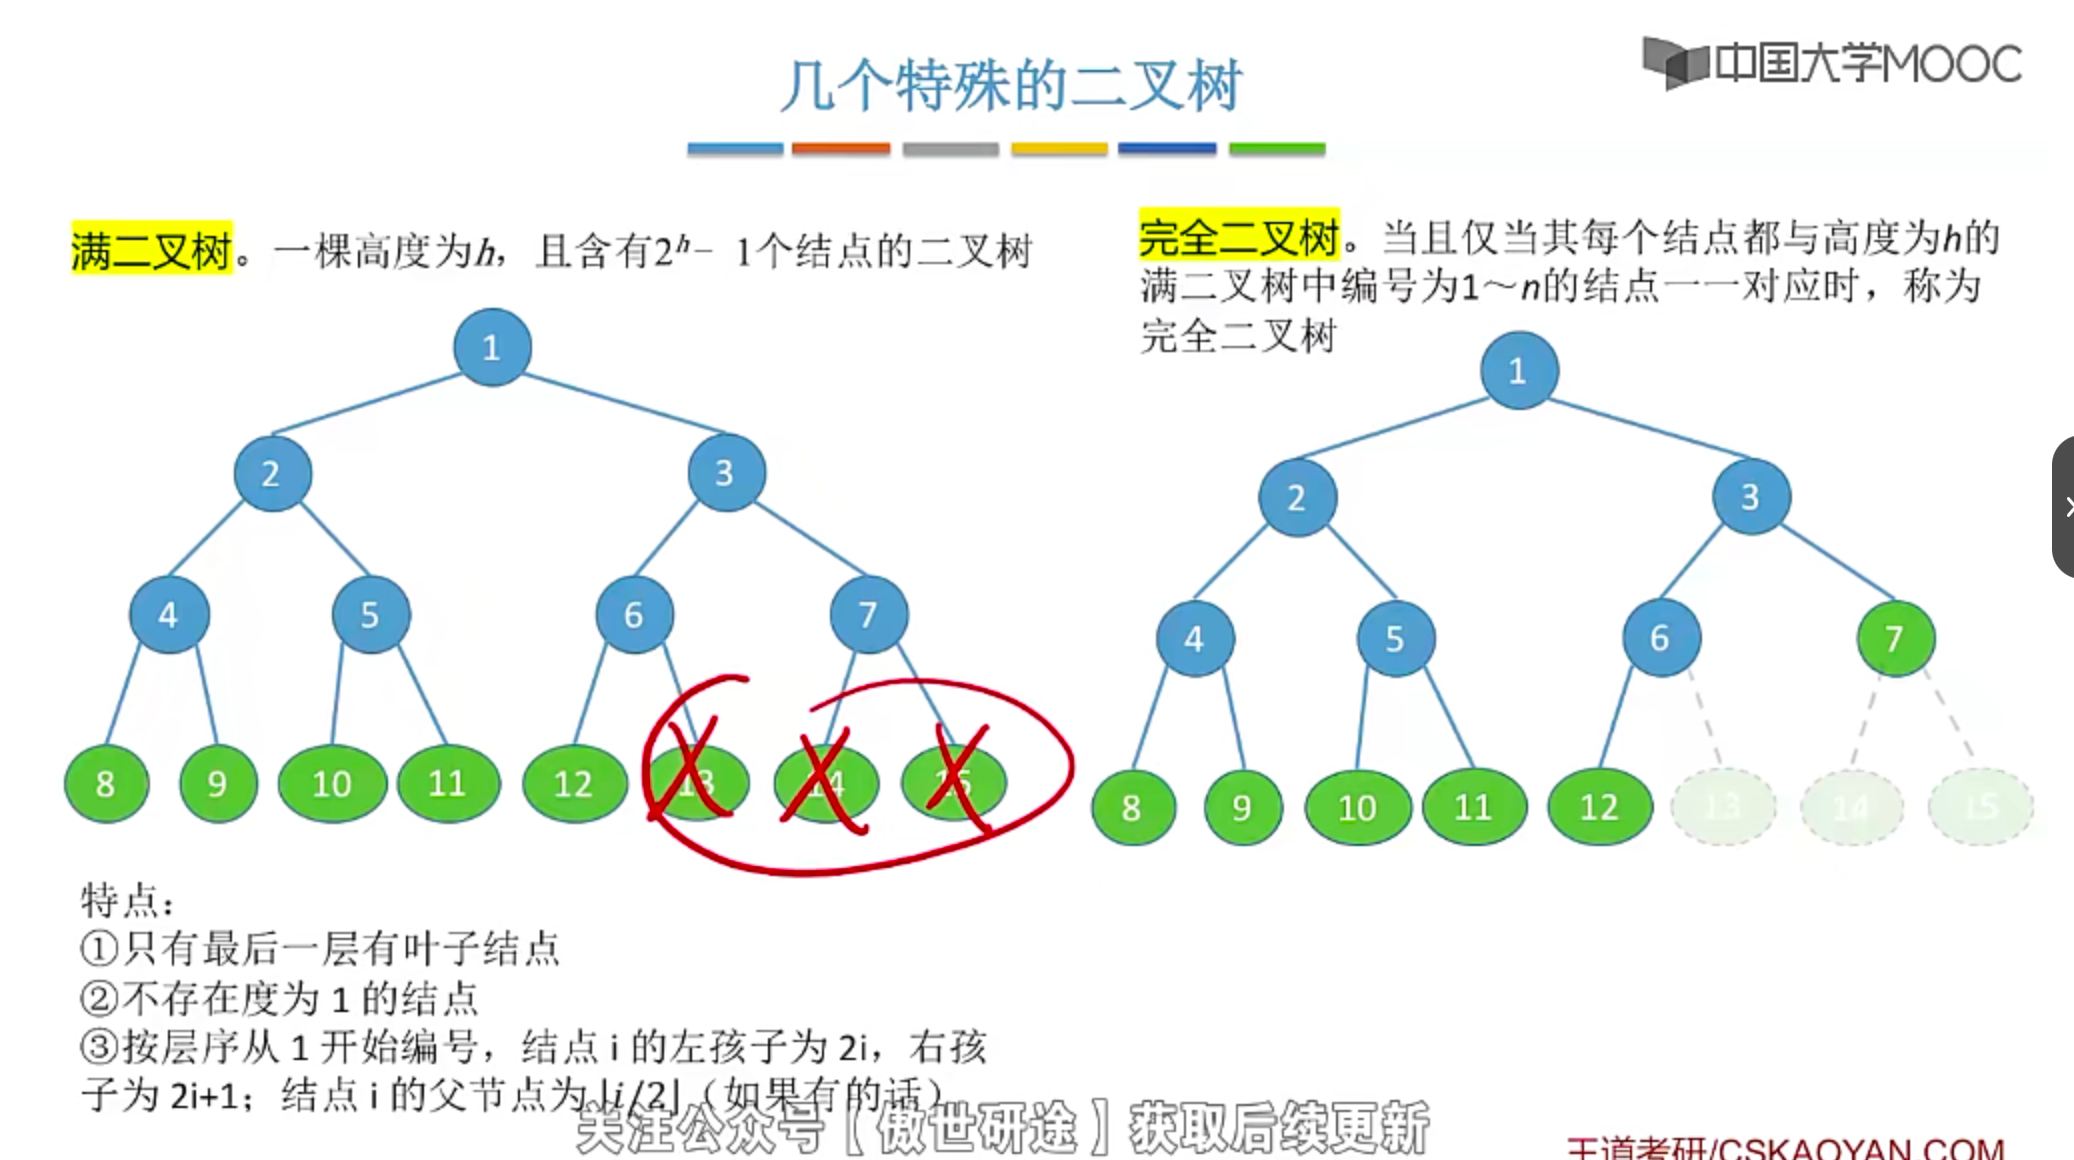 中国大学MOOC
几个特殊的二叉树
满二叉树。一棵高度为h，且含有2ʰ− 1个结点的二叉树
完全二叉树。当且仅当其每个结点都与高度为h的
满二叉树中编号为1～n的结点一一对应时，称为
完全二叉树
1
2
3
4
5
6
7
8
9
10
11
12
13
14
15
1
2
3
4
5
6
7
8
9
10
11
12
13
14
15
特点：
①只有最后一层有叶子结点
②不存在度为 1 的结点
③按层序从 1 开始编号，结点 i 的左孩子为 2i，右孩
子为 2i+1；结点 i 的父节点为⌊i/2⌋（如果有的话）
关注公众号【傲世研途】获取后续更新
王道考研/CSKAOYAN.COM